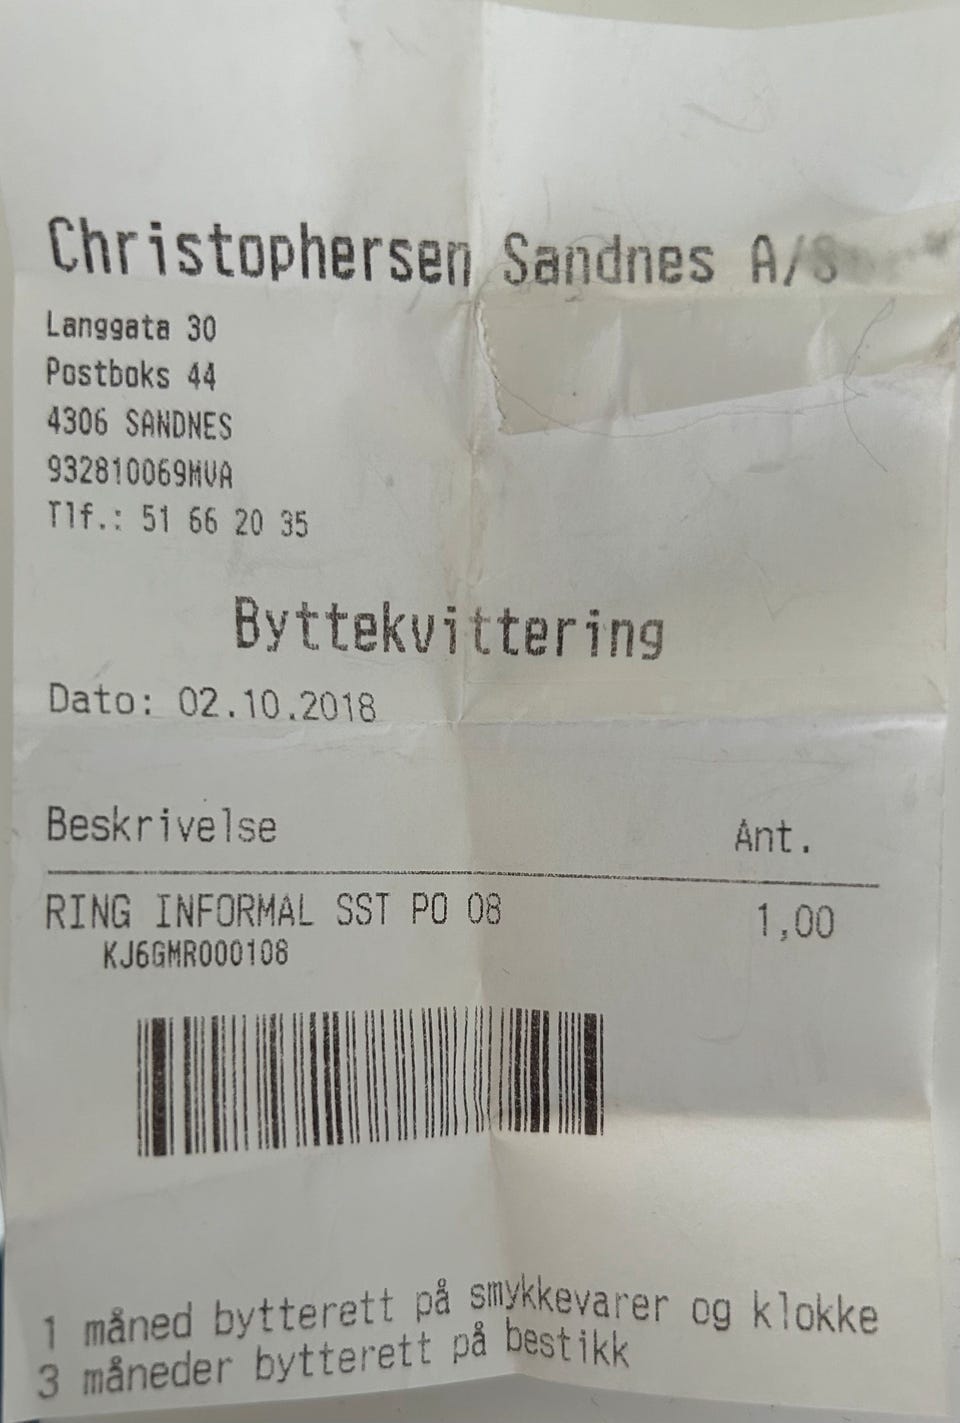 Christophersen Sandnes A/S
Langgata 30
Postboks 44
4306 SANDNES
932810069MVA
Tlf.: 51 66 20 35
Byttekvittering
Dato: 02.10.2018
Beskrivelse Ant.
RING INFORMAL SST PO 08 1,00
KJ6GMR000108
1 måned bytterett på smykkevarer og klokke
3 måneder bytterett på bestikk